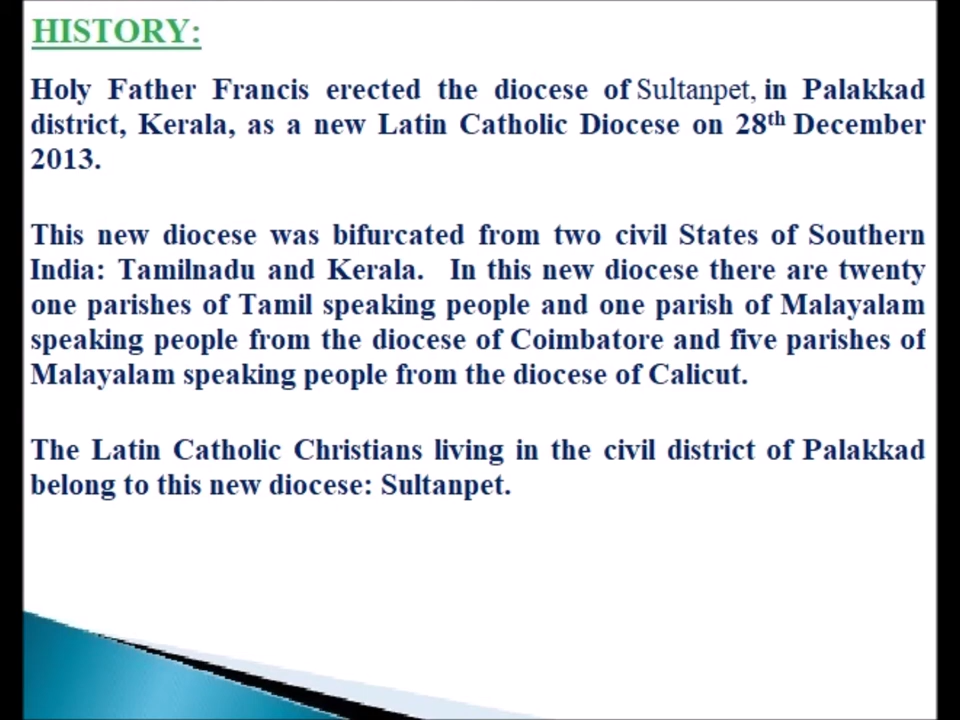 HISTORY:
Holy Father Francis erected the diocese of Sultanpet, in Palakkad
district, Kerala, as a new Latin Catholic Diocese on 28th December
2013.
This new diocese was bifurcated from two civil States of Southern
India: Tamilnadu and Kerala. In this new diocese there are twenty
one parishes of Tamil speaking people and one parish of Malayalam
speaking people from the diocese of Coimbatore and five parishes of
Malayalam speaking people from the diocese of Calicut.
The Latin Catholic Christians living in the civil district of Palakkad
belong to this new diocese: Sultanpet.